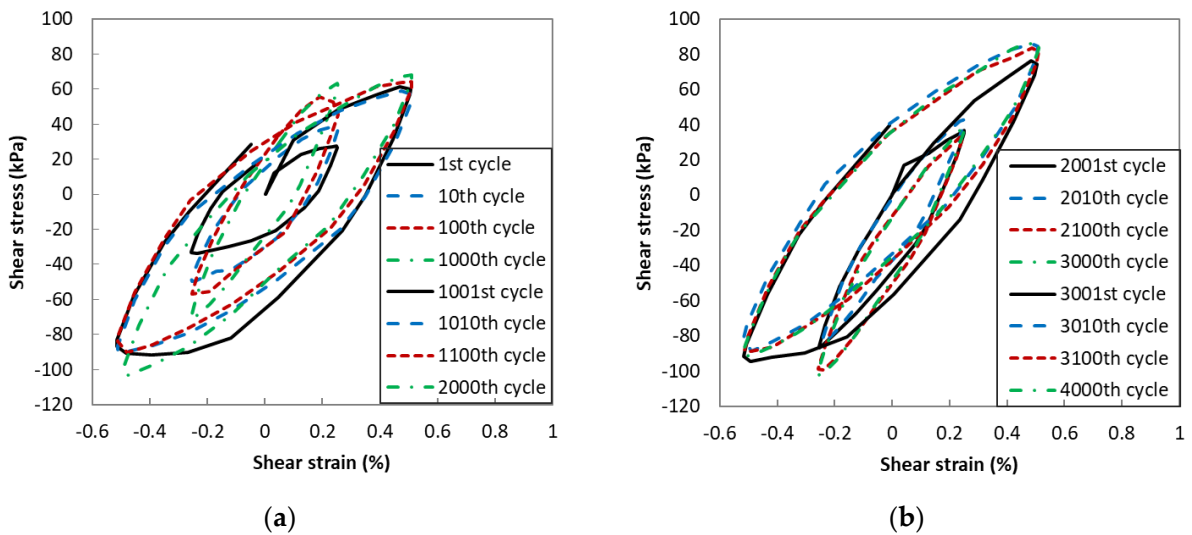 100
80
60
40
20
0
-20
-40
-60
-80
-100
-120
Shear stress (kPa)
-0.6 -0.4 -0.2 0 0.2 0.4 0.6 0.8 1
Shear strain (%)
1st cycle
10th cycle
100th cycle
1000th cycle
1001st cycle
1010th cycle
1100th cycle
2000th cycle
(a)
100
80
60
40
20
0
-20
-40
-60
-80
-100
-120
Shear stress (kPa)
-0.6 -0.4 -0.2 0 0.2 0.4 0.6 0.8 1
Shear strain (%)
2001st cycle
2010th cycle
2100th cycle
3000th cycle
3001st cycle
3010th cycle
3100th cycle
4000th cycle
(b)